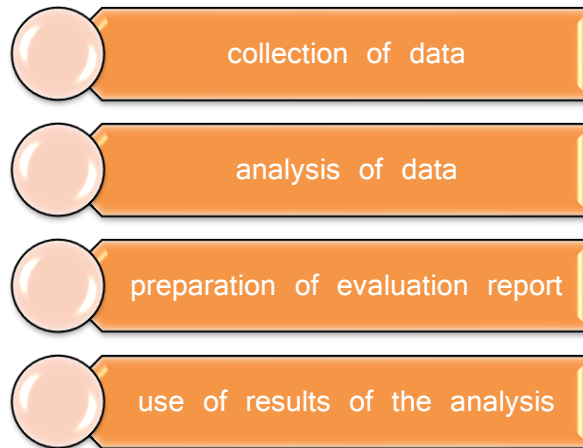 collection of data
analysis of data
preparation of evaluation report
use of results of the analysis